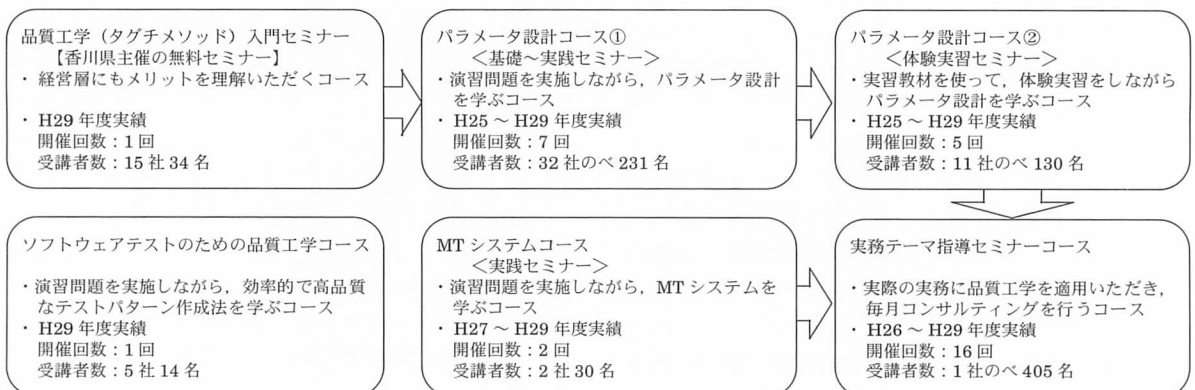 品質工学（タグチメソッド）入門セミナー
【香川県主催の無料セミナー】
・ 経営層にもメリットを理解いただくコース
・ H29 年度実績
開催回数：1 回
受講者数：15 社 34 名
パラメータ設計コース①
＜基礎～実践セミナー＞
・演習問題を実施しながら，パラメータ設計
を学ぶコース
・ H25 ～ H29 年度実績
開催回数：7 回
受講者数：32 社のべ 231 名
パラメータ設計コース②
＜体験実習セミナー＞
・実習教材を使って，体験実習をしながら
パラメータ設計を学ぶコース
・ H25 ～ H29 年度実績
開催回数：5 回
受講者数：11 社のべ 130 名
ソフトウェアテストのための品質工学コース
・演習問題を実施しながら，効率的で高品質
なテストパターン作成法を学ぶコース
・ H29 年度実績
開催回数：1 回
受講者数：5 社 14 名
MT システムコース
＜実践セミナー＞
・演習問題を実施しながら，MT システムを
学ぶコース
・ H27 ～ H29 年度実績
開催回数：2 回
受講者数：2 社 30 名
実務テーマ指導セミナーコース
・実際の実務に品質工学を適用いただき，
毎月コンサルティングを行うコース
・ H26 ～ H29 年度実績
開催回数：16 回
受講者数：1 社のべ 405 名